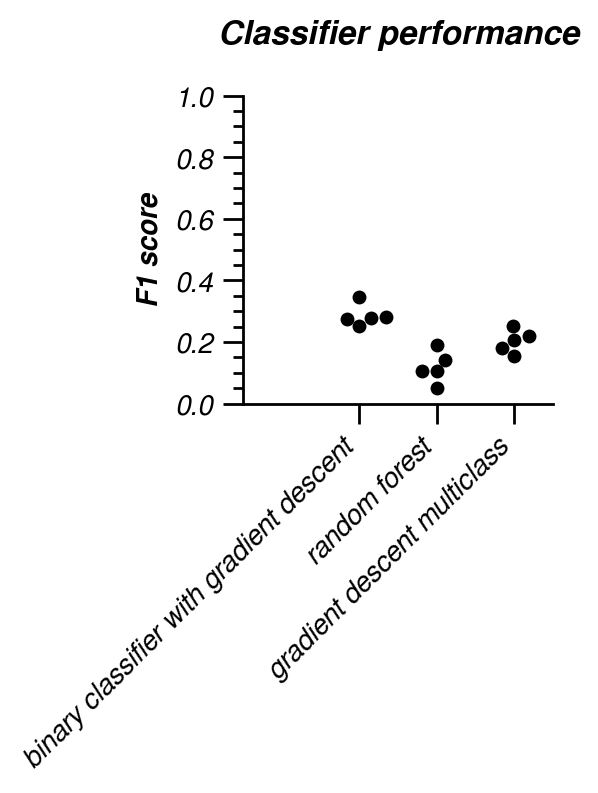 Classifier performance
F1 score
1.0
0.8
0.6
0.4
0.2
0.0
binary classifier with gradient descent
random forest
gradient descent multiclass